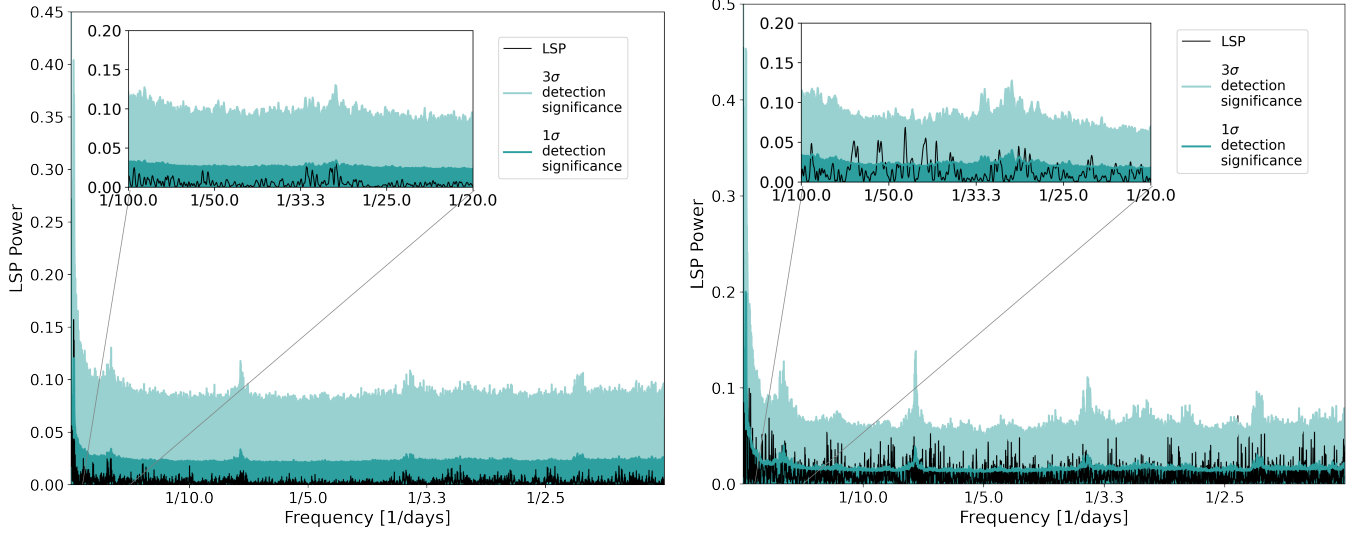 0.45
0.40
0.35
0.30
0.25
0.20
0.15
0.10
0.05
0.00
LSP Power
1/10.0
1/5.0
1/3.3
1/2.5
Frequency [1/days]
0.20
0.15
0.10
0.05
0.00
1/100.0
1/50.0
1/33.3
1/25.0
1/20.0
LSP
3σ
detection
significance
1σ
detection
significance
0.5
0.4
0.3
0.2
0.1
0.0
LSP Power
1/10.0
1/5.0
1/3.3
1/2.5
Frequency [1/days]
0.20
0.15
0.10
0.05
0.00
1/100.0
1/50.0
1/33.3
1/25.0
1/20.0
LSP
3σ
detection
significance
1σ
detection
significance